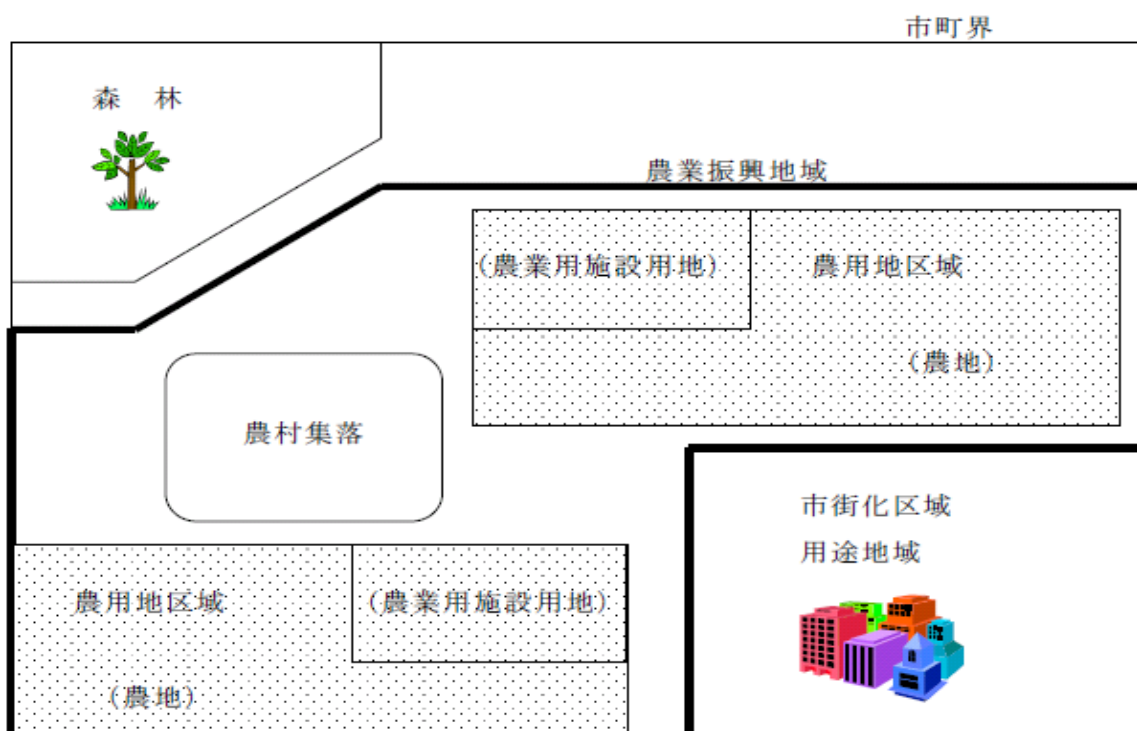 市町界
森　林
農業振興地域
(農業用施設用地)
農用地区域
(農地)
農村集落
市街化区域
用途地域
農用地区域
(農業用施設用地)
(農地)